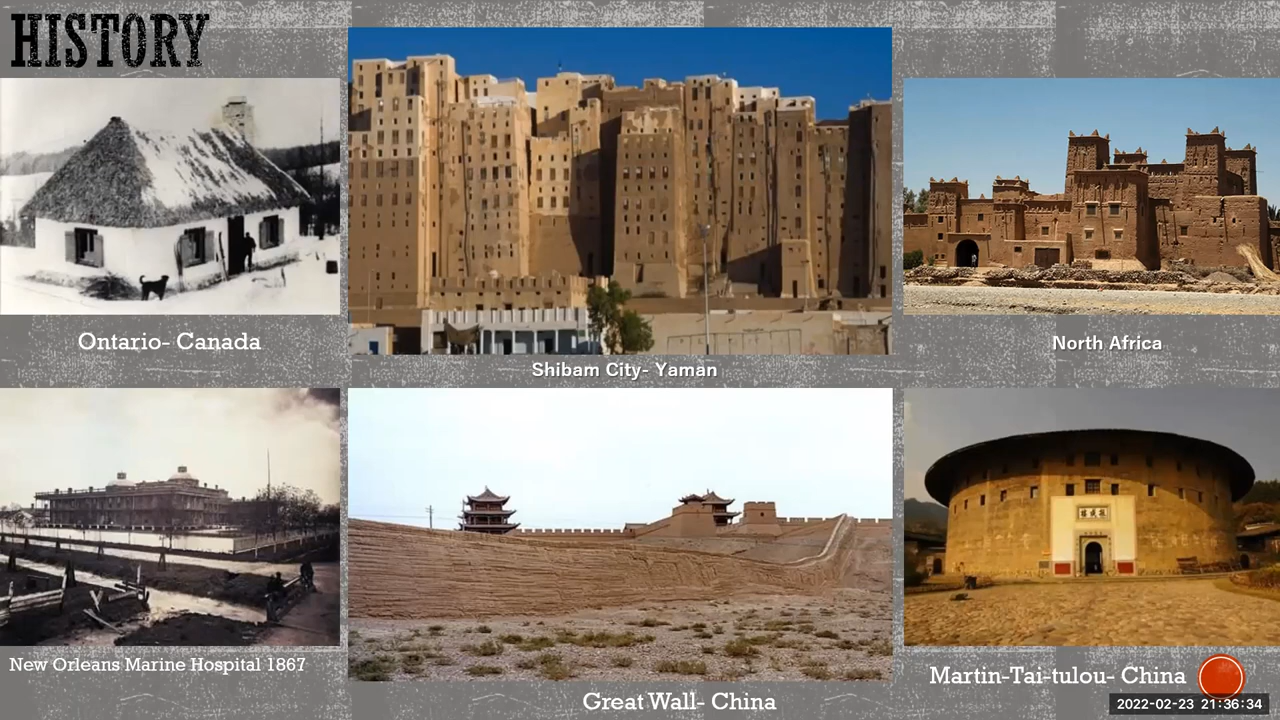 HISTORY
Ontario- Canada
Shibam City- Yaman
North Africa
New Orleans Marine Hospital 1867
Great Wall- China
Martin-Tai-tulou- China
2022-02-23 21:36:34